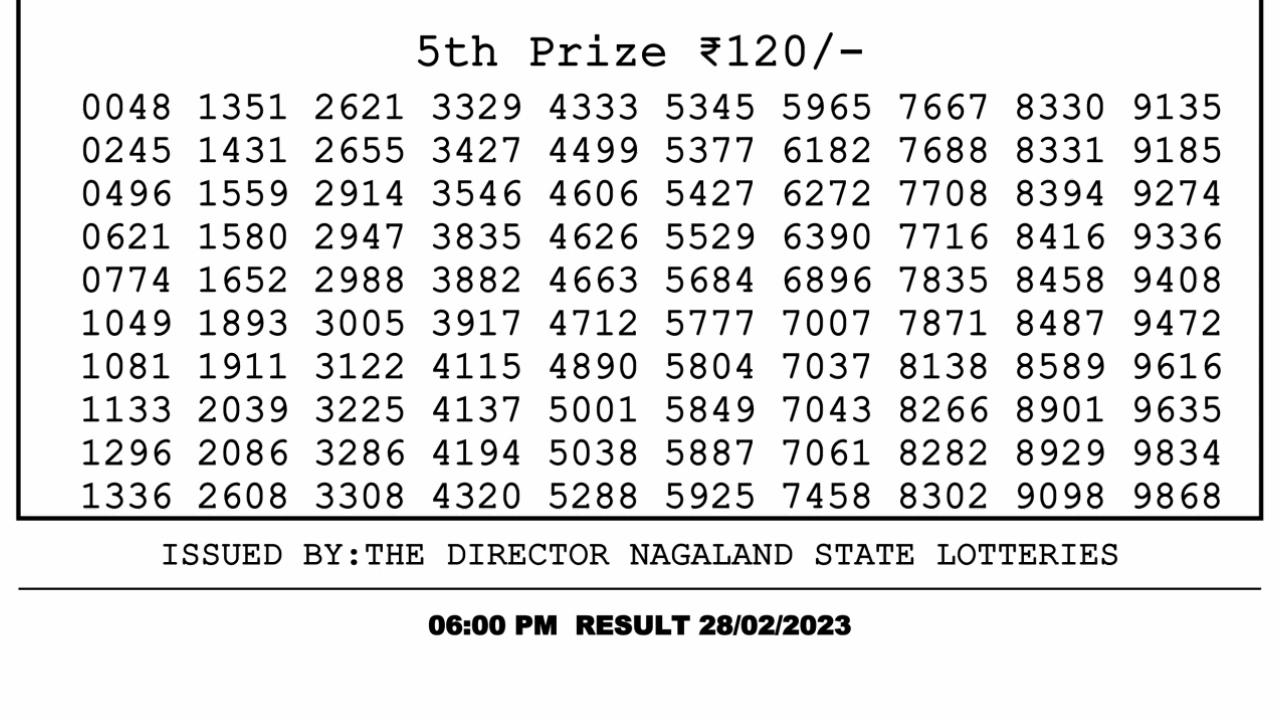 5th Prize ₹120/-
0048 1351 2621 3329 4333 5345 5965 7667 8330 9135
0245 1431 2655 3427 4499 5377 6182 7688 8331 9185
0496 1559 2914 3546 4606 5427 6272 7708 8394 9274
0621 1580 2947 3835 4626 5529 6390 7716 8416 9336
0774 1652 2988 3882 4663 5684 6896 7835 8458 9408
1049 1893 3005 3917 4712 5777 7007 7871 8487 9472
1081 1911 3122 4115 4890 5804 7037 8138 8589 9616
1133 2039 3225 4137 5001 5849 7043 8266 8901 9635
1296 2086 3286 4194 5038 5887 7061 8282 8929 9834
1336 2608 3308 4320 5288 5925 7458 8302 9098 9868
ISSUED BY:THE DIRECTOR NAGALAND STATE LOTTERIES
06:00 PM RESULT 28/02/2023